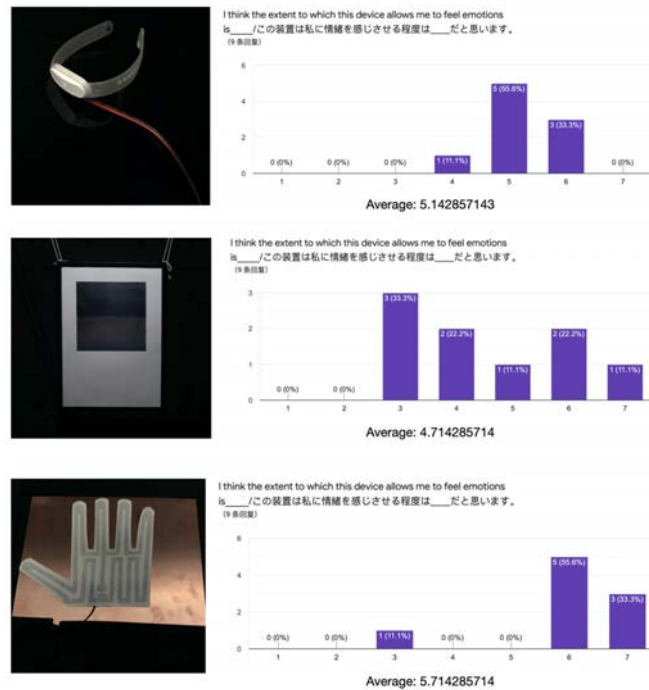 I think the extent to which this device allows me to feel emotions
is____/この装置は私に情緒を感じさせる程度は____だと思います。
(9 条回复)
6
4
2
0
0 (0%)
0 (0%)
0 (0%)
1 (11.1%)
5 (55.6%)
3 (33.3%)
0 (0%)
1 2 3 4 5 6 7
Average: 5.142857143
I think the extent to which this device allows me to feel emotions
is____/この装置は私に情緒を感じさせる程度は____だと思います。
(9 条回复)
3
2
1
0
0 (0%)
0 (0%)
3 (33.3%)
2 (22.2%)
1 (11.1%)
2 (22.2%)
1 (11.1%)
1 2 3 4 5 6 7
Average: 4.714285714
I think the extent to which this device allows me to feel emotions
is____/この装置は私に情緒を感じさせる程度は____だと思います。
(9 条回复)
6
4
2
0
0 (0%)
0 (0%)
1 (11.1%)
0 (0%)
0 (0%)
5 (55.6%)
3 (33.3%)
1 2 3 4 5 6 7
Average: 5.714285714